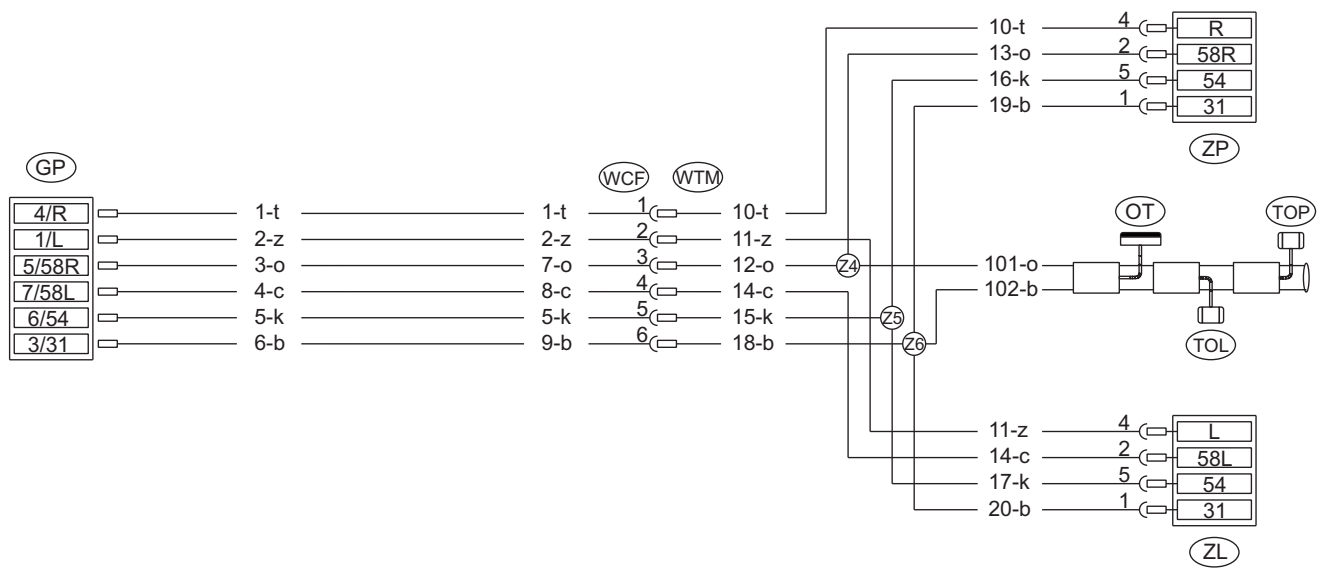 10-t 4 R
13-o 2 58R
16-k 5 54
19-b 1 31
ZP
GP
WCF WTM
4/R 1-t 1-t 1 10-t
1/L 2-z 2-z 2 11-z
5/58R 3-o 7-o 3 12-o Z4
7/58L 4-c 8-c 4 14-c
6/54 5-k 5-k 5 15-k Z5
3/31 6-b 9-b 6 18-b Z6
OT TOP
101-o
102-b
TOL
11-z 4 L
14-c 2 58L
17-k 5 54
20-b 1 31
ZL